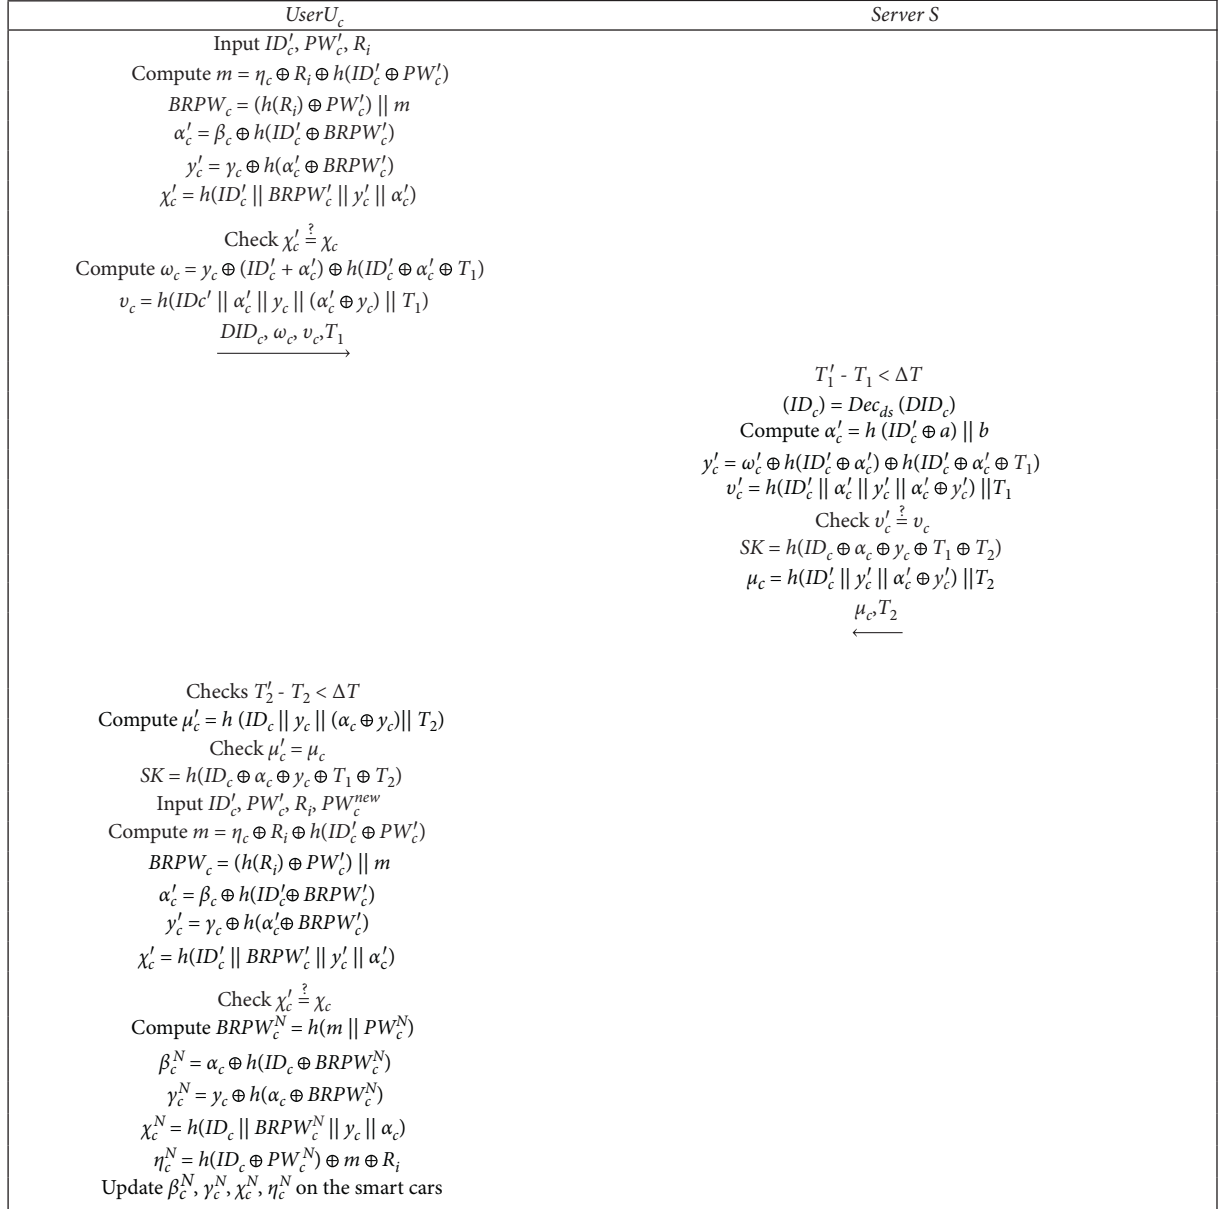 UserU_c
Server S
Input ID′_c, PW′_c, R_i
Compute m = η_c ⊕ R_i ⊕ h(ID′_c ⊕ PW′_c)
BRPW_c = (h(R_i) ⊕ PW′_c) || m
α′_c = β_c ⊕ h(ID′_c ⊕ BRPW′_c)
y′_c = γ_c ⊕ h(α′_c ⊕ BRPW′_c)
χ′_c = h(ID′_c || BRPW′_c || y′_c || α′_c)
Check χ′_c ≟ χ_c
Compute ω_c = y_c ⊕ (ID′_c + α′_c) ⊕ h(ID′_c ⊕ α′_c ⊕ T_1)
υ_c = h(IDc′ || α′_c || y_c || (α′_c ⊕ y_c) || T_1)
DID_c, ω_c, υ_c,T_1
⟶
T′_1 - T_1 < ΔT
(ID_c) = Dec_ds (DID_c)
Compute α′_c = h (ID′_c ⊕ a) || b
y′_c = ω′_c ⊕ h(ID′_c ⊕ α′_c) ⊕ h(ID′_c ⊕ α′_c ⊕ T_1)
υ′_c = h(ID′_c || α′_c || y′_c || α′_c ⊕ y′_c) ||T_1
Check υ′_c ≟ υ_c
SK = h(ID_c ⊕ α_c ⊕ y_c ⊕ T_1 ⊕ T_2)
μ_c = h(ID′_c || y′_c || α′_c ⊕ y′_c) ||T_2
μ_c,T_2
⟵
Checks T′_2 - T_2 < ΔT
Compute μ′_c = h (ID_c || y_c || (α_c ⊕ y_c)|| T_2)
Check μ′_c = μ_c
SK = h(ID_c ⊕ α_c ⊕ y_c ⊕ T_1 ⊕ T_2)
Input ID′_c, PW′_c, R_i, PW_c^new
Compute m = η_c ⊕ R_i ⊕ h(ID′_c ⊕ PW′_c)
BRPW_c = (h(R_i) ⊕ PW′_c) || m
α′_c = β_c ⊕ h(ID′_c⊕ BRPW′_c)
y′_c = γ_c ⊕ h(α′_c⊕ BRPW′_c)
χ′_c = h(ID′_c || BRPW′_c || y′_c || α′_c)
Check χ′_c ≟ χ_c
Compute BRPW_c^N = h(m || PW_c^N)
β_c^N = α_c ⊕ h(ID_c ⊕ BRPW_c^N)
γ_c^N = y_c ⊕ h(α_c ⊕ BRPW_c^N)
χ_c^N = h(ID_c || BRPW_c^N || y_c || α_c)
η_c^N = h(ID_c ⊕ PW_c^N) ⊕ m ⊕ R_i
Update β_c^N, γ_c^N, χ_c^N, η_c^N on the smart cars